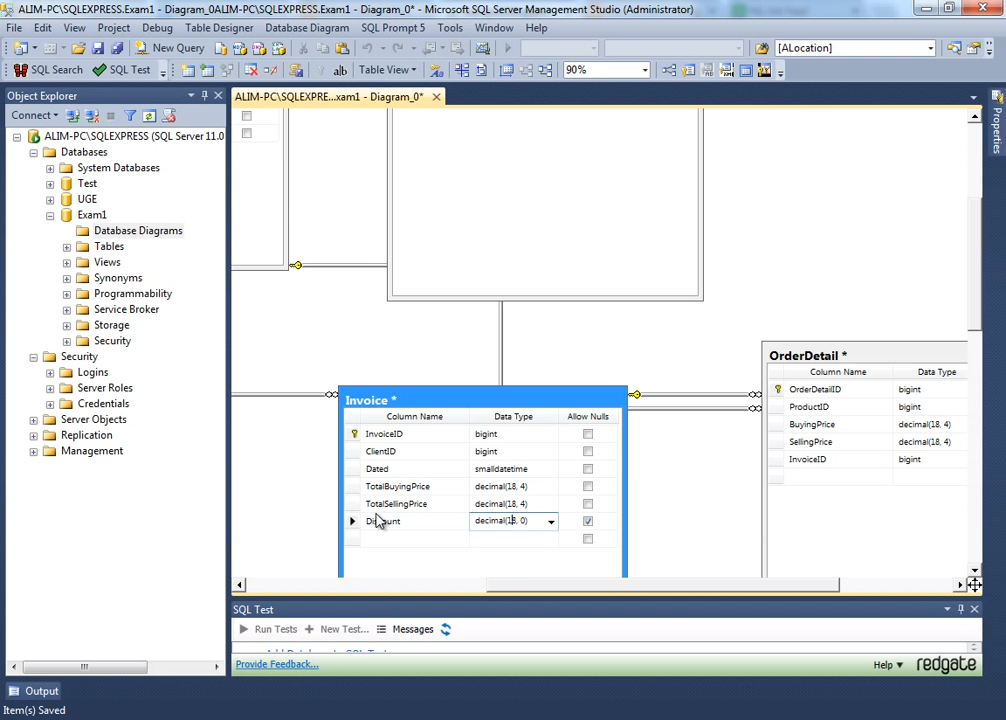 ALIM-PC\SQLEXPRESS.Exam1 - Diagram_0ALIM-PC\SQLEXPRESS.Exam1 - Diagram_0* - Microsoft SQL Server Management Studio (Administrator)
File Edit View Project Debug Table Designer Database Diagram SQL Prompt 5 Tools Window Help
New Query [ALocation]
SQL Search SQL Test Table View 90%
Object Explorer
Connect
ALIM-PC\SQLEXPRESS (SQL Server 11.0
Databases
System Databases
Test
UGE
Exam1
Database Diagrams
Tables
Views
Synonyms
Programmability
Service Broker
Storage
Security
Security
Logins
Server Roles
Credentials
Server Objects
Replication
Management
ALIM-PC\SQLEXPRE...xam1 - Diagram_0*
Properties
OrderDetail *
Column Name Data Type
OrderDetailID bigint
ProductID bigint
BuyingPrice decimal(18, 4)
SellingPrice decimal(18, 4)
InvoiceID bigint
Invoice *
Column Name Data Type Allow Nulls
InvoiceID bigint
ClientID bigint
Dated smalldatetime
TotalBuyingPrice decimal(18, 4)
TotalSellingPrice decimal(18, 4)
Discount decimal(18, 0)
SQL Test
Run Tests New Test... Messages
Provide Feedback...
Help redgate
Output
Item(s) Saved